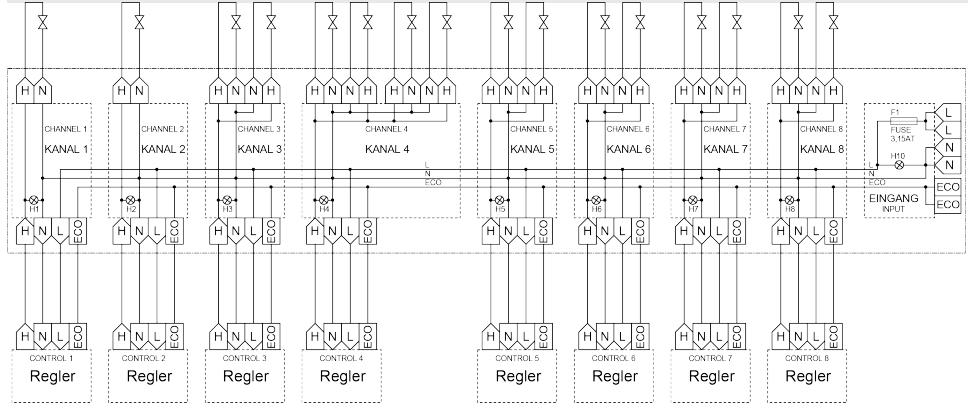 H N H N H N N H H N N H H N N H H N N H H N N H H N N H H N N H
CHANNEL 1 CHANNEL 2 CHANNEL 3 CHANNEL 4 CHANNEL 5 CHANNEL 6 CHANNEL 7 CHANNEL 8
KANAL 1 KANAL 2 KANAL 3 KANAL 4 KANAL 5 KANAL 6 KANAL 7 KANAL 8
F1 L
FUSE L
3,15AT
N
H10 N
L
N
ECO ECO
ECO
ECO
EINGANG
INPUT
H1 H2 H3 H4 H5 H6 H7 H8
H N L ECO H N L ECO H N L ECO H N L ECO H N L ECO H N L ECO H N L ECO H N L ECO
H N L ECO H N L ECO H N L ECO H N L ECO H N L ECO H N L ECO H N L ECO H N L ECO
CONTROL 1 CONTROL 2 CONTROL 3 CONTROL 4 CONTROL 5 CONTROL 6 CONTROL 7 CONTROL 8
Regler Regler Regler Regler Regler Regler Regler Regler